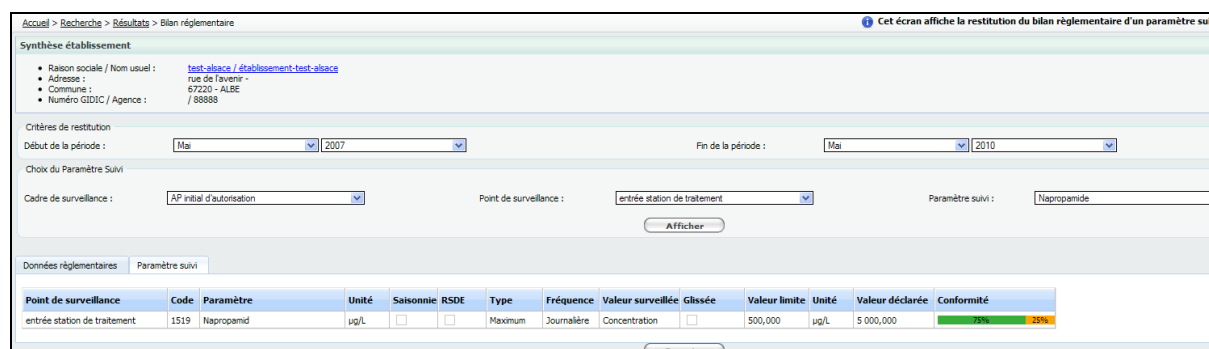 Accueil > Recherche > Résultats > Bilan réglementaire
Cet écran affiche la restitution du bilan règlementaire d'un paramètre sui
Synthèse établissement
• Raison sociale / Nom usuel : test-alsace / établissement-test-alsace
• Adresse : rue de l'avenir -
• Commune : 67220 - ALBE
• Numéro GIDIC / Agence : / 88888
Critères de restitution
Début de la période : Mai 2007 Fin de la période : Mai 2010
Choix du Paramètre Suivi
Cadre de surveillance : AP initial d'autorisation Point de surveillance : entrée station de traitement Paramètre suivi : Napropamide
Afficher
Données règlementaires Paramètre suivi
Point de surveillance Code Paramètre Unité Saisonnie RSDE Type Fréquence Valeur surveillée Glissée Valeur limite Unité Valeur déclarée Conformité
entrée station de traitement 1519 Napropamid µg/L Maximum Journalière Concentration 500,000 µg/L 5 000,000 75% 25%